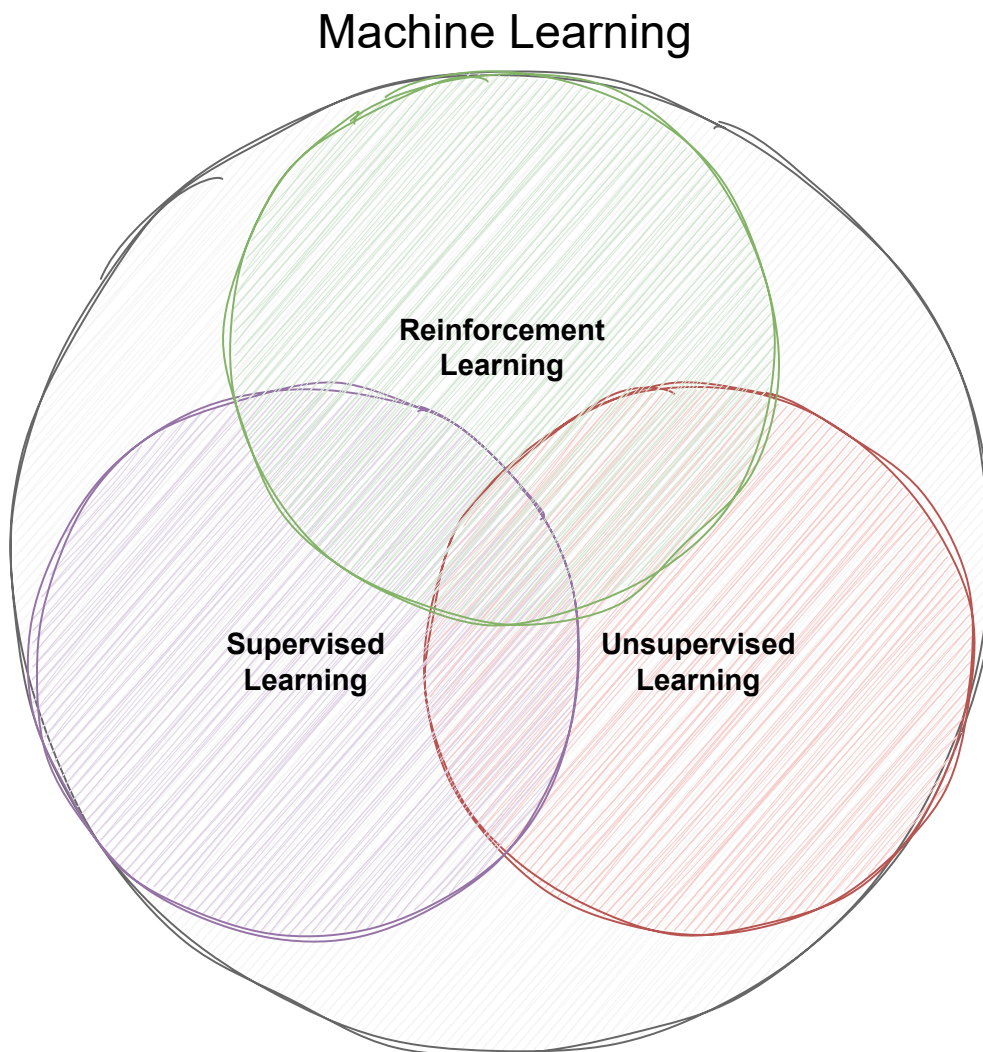 Machine Learning
Reinforcement
Learning
Supervised
Learning
Unsupervised
Learning